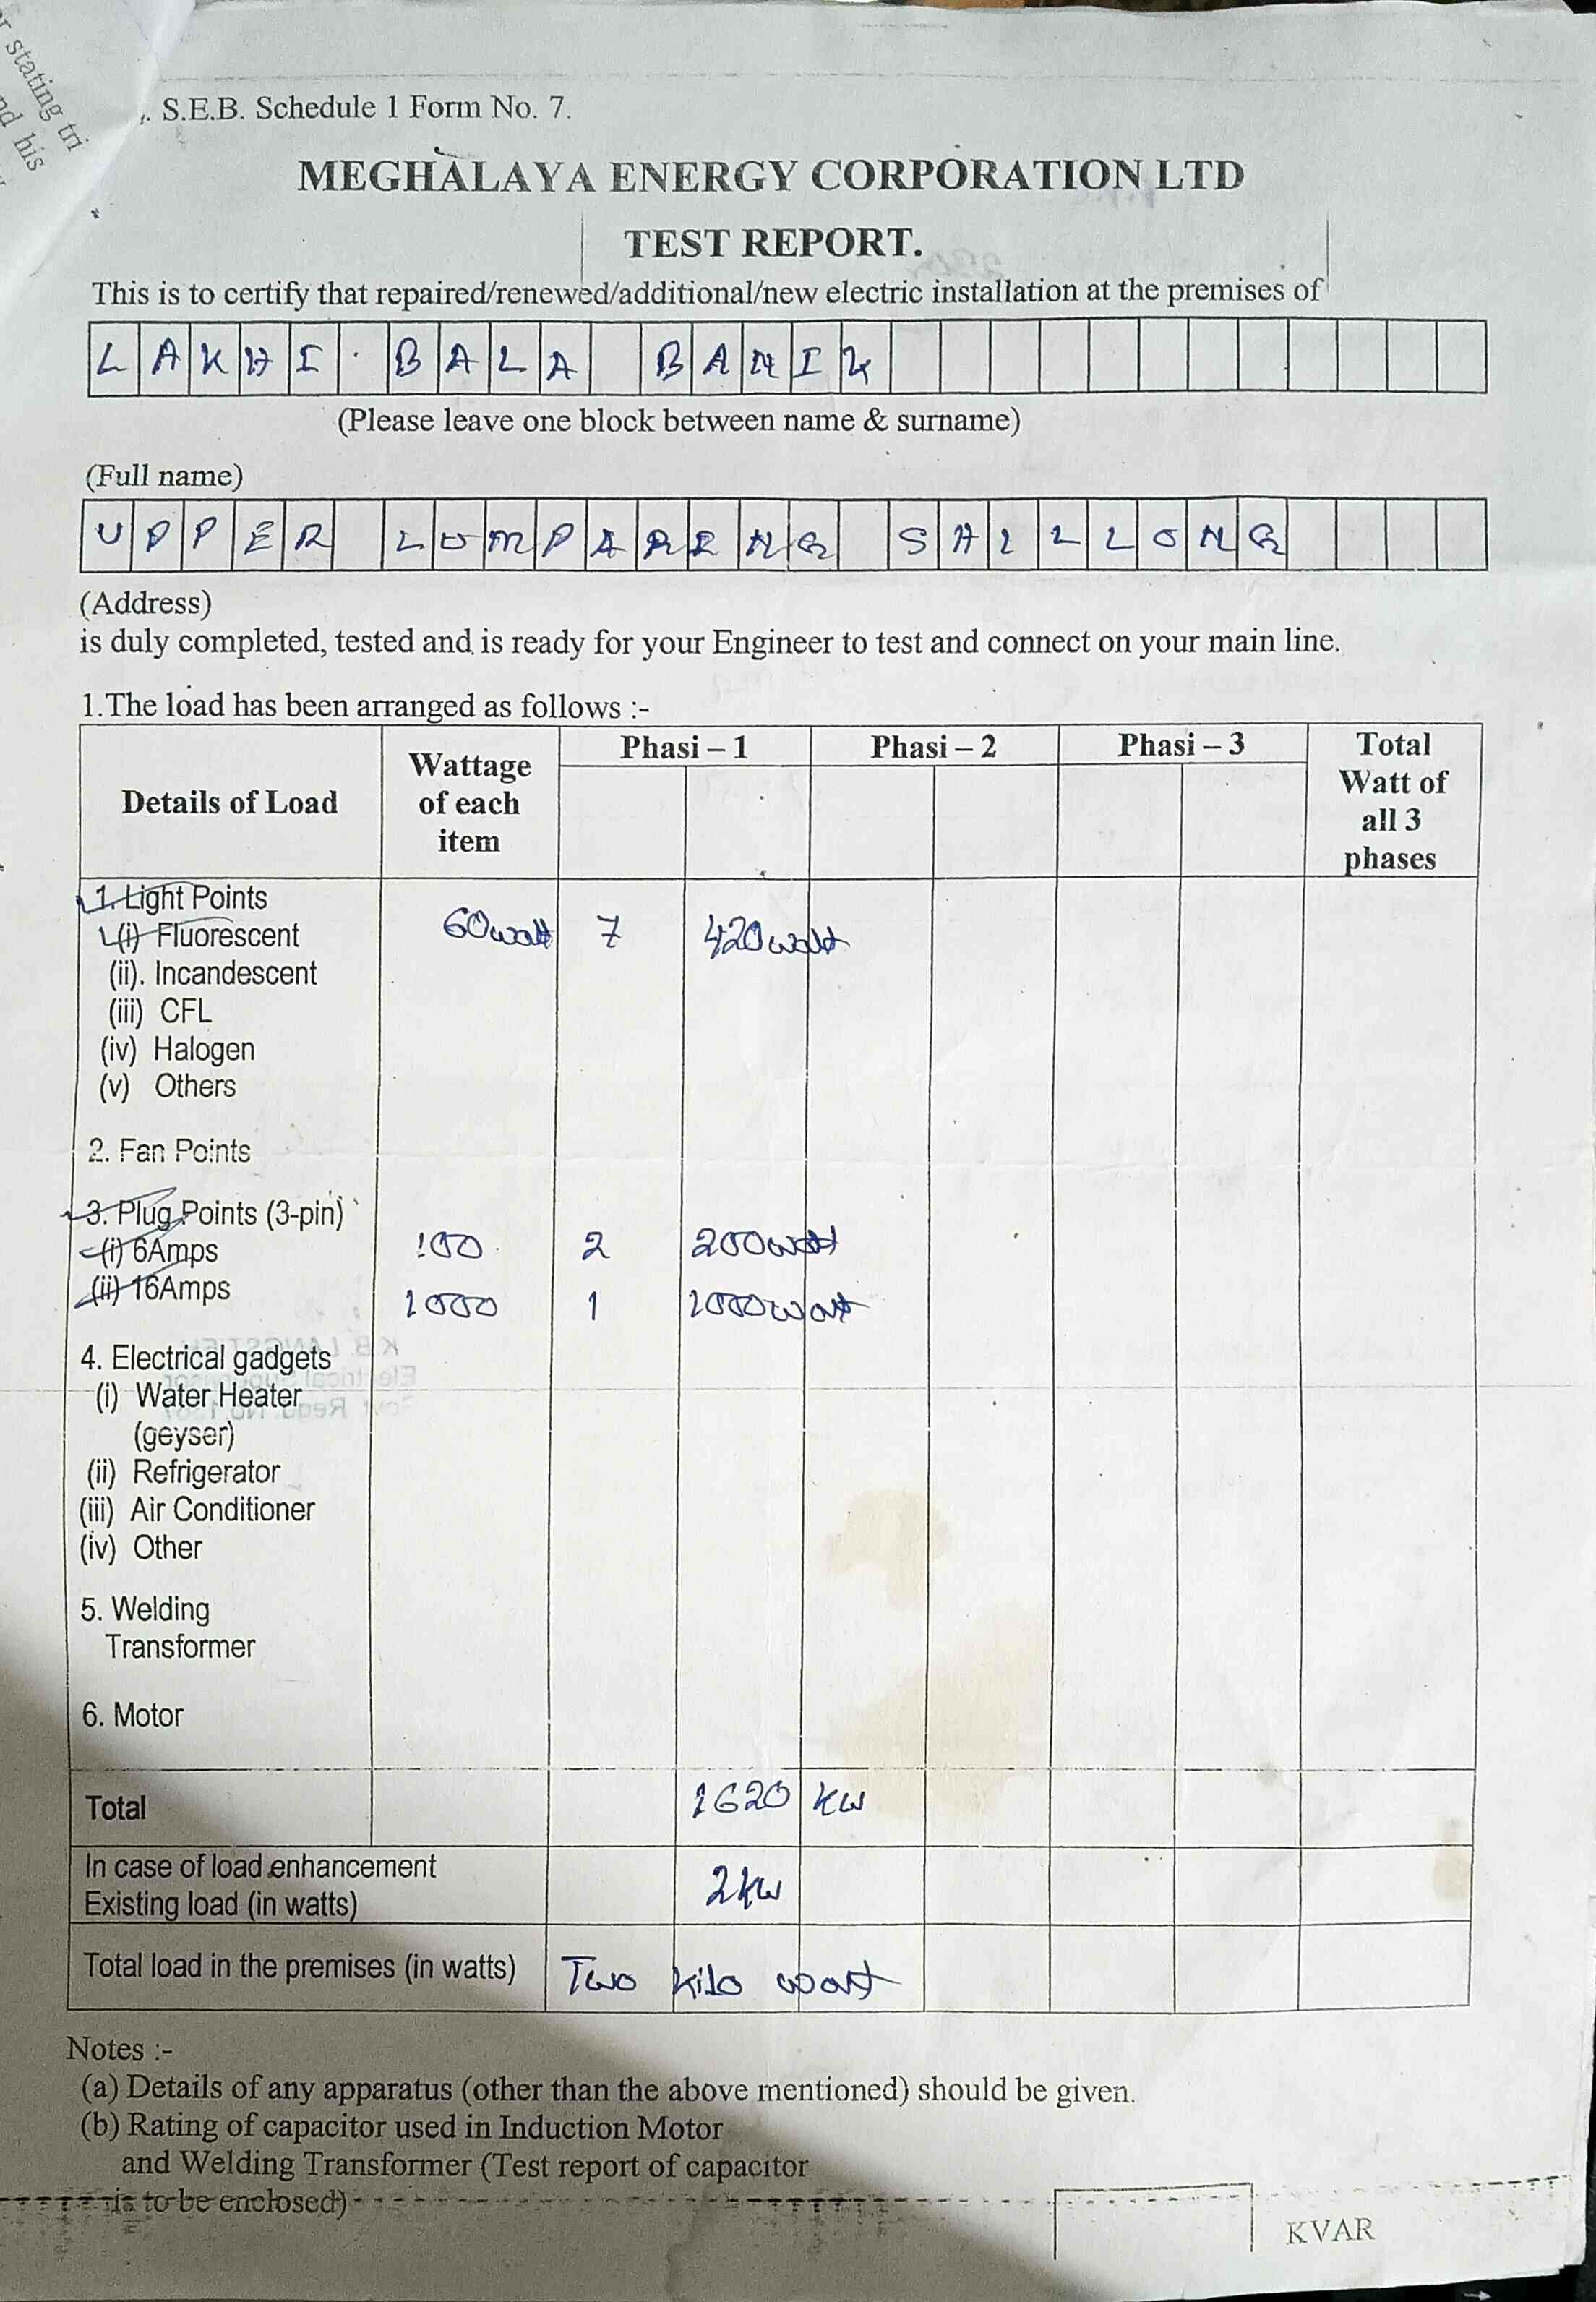 r stating tri
nd his
. S.E.B. Schedule 1 Form No. 7.
MEGHALAYA ENERGY CORPORATION LTD
TEST REPORT.
This is to certify that repaired/renewed/additional/new electric installation at the premises of
LAKHI BALA BANIK
(Please leave one block between name & surname)
(Full name)
UPPER LUMPARENG SHILLONG
(Address)
is duly completed, tested and is ready for your Engineer to test and connect on your main line.
1.The load has been arranged as follows :-
Details of Load Wattage of each item Phasi – 1 Phasi – 2 Phasi – 3 Total Watt of all 3 phases
1. Light Points
(i) Fluorescent 60watt 7 420watt
(ii). Incandescent
(iii) CFL
(iv) Halogen
(v) Others
2. Fan Points
3. Plug Points (3-pin)
(i) 6Amps 100 2 200watt
(ii) 16Amps 1000 1 1000watt
4. Electrical gadgets
(i) Water Heater
(geyser)
(ii) Refrigerator
(iii) Air Conditioner
(iv) Other
5. Welding
Transformer
6. Motor
Total 1620 kw
In case of load enhancement
Existing load (in watts) 2kw
Total load in the premises (in watts) Two kilo watt
Notes :-
(a) Details of any apparatus (other than the above mentioned) should be given.
(b) Rating of capacitor used in Induction Motor
and Welding Transformer (Test report of capacitor
is to be enclosed)
KVAR